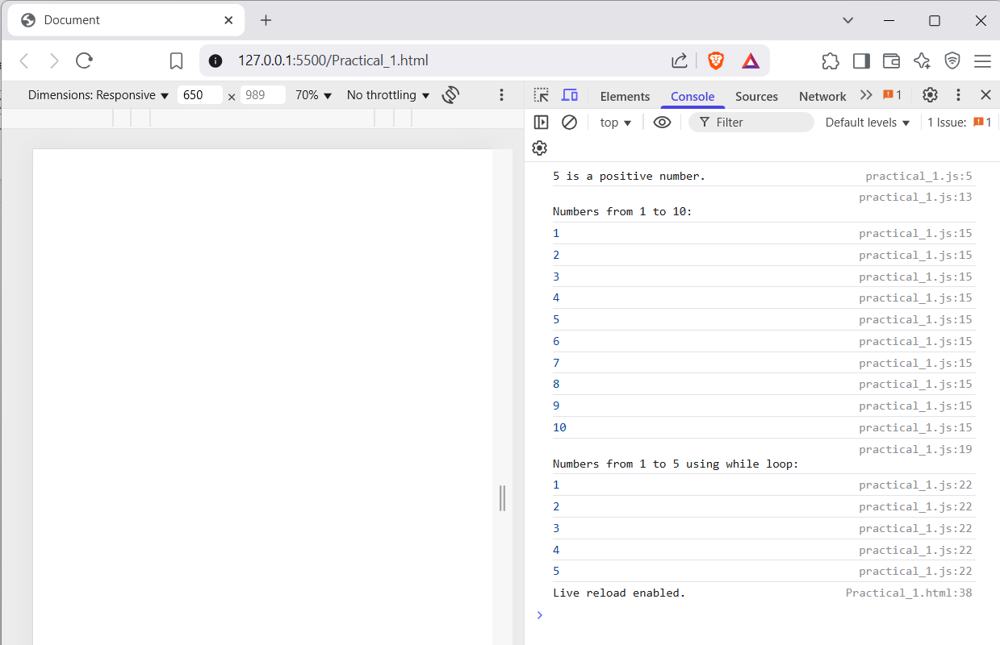 Document
127.0.0.1:5500/Practical_1.html
Dimensions: Responsive 650 × 989 70% No throttling
Elements Console Sources Network 1
top Filter Default levels 1 Issue: 1
5 is a positive number. practical_1.js:5
practical_1.js:13
Numbers from 1 to 10:
1 practical_1.js:15
2 practical_1.js:15
3 practical_1.js:15
4 practical_1.js:15
5 practical_1.js:15
6 practical_1.js:15
7 practical_1.js:15
8 practical_1.js:15
9 practical_1.js:15
10 practical_1.js:15
practical_1.js:19
Numbers from 1 to 5 using while loop:
1 practical_1.js:22
2 practical_1.js:22
3 practical_1.js:22
4 practical_1.js:22
5 practical_1.js:22
Live reload enabled. Practical_1.html:38